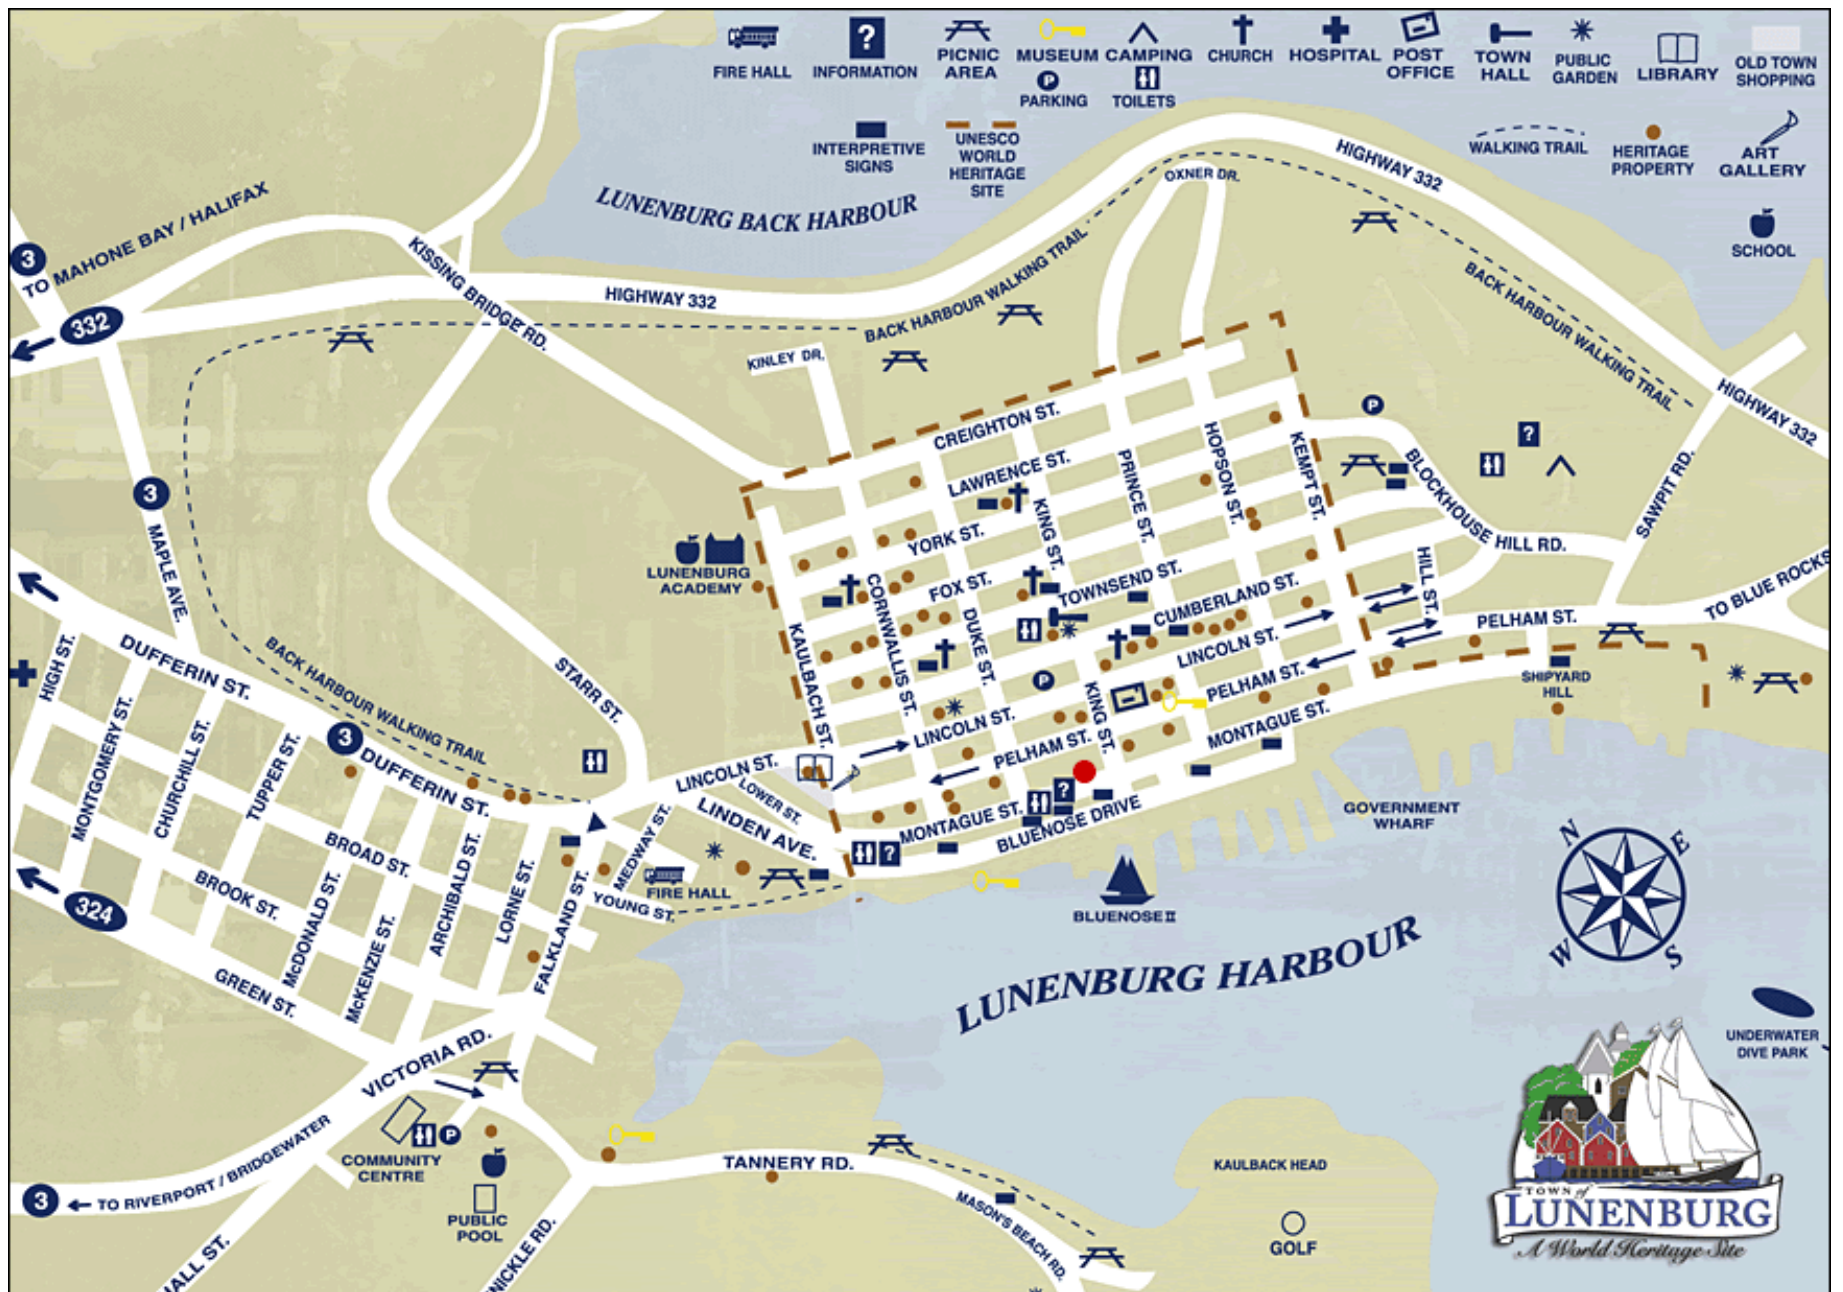 FIRE HALL
?
INFORMATION
PICNIC
AREA
MUSEUM
CAMPING
CHURCH
HOSPITAL
POST
OFFICE
TOWN
HALL
PUBLIC
GARDEN
LIBRARY
OLD TOWN
SHOPPING
P
PARKING
TOILETS
INTERPRETIVE
SIGNS
UNESCO
WORLD
HERITAGE
SITE
WALKING TRAIL
HERITAGE
PROPERTY
ART
GALLERY
SCHOOL
LUNENBURG BACK HARBOUR
HIGHWAY 332
OXNER DR.
3
TO MAHONE BAY / HALIFAX
KISSING BRIDGE RD.
332
HIGHWAY 332
BACK HARBOUR WALKING TRAIL
BACK HARBOUR WALKING TRAIL
HIGHWAY 332
KINLEY DR.
CREIGHTON ST.
LAWRENCE ST.
YORK ST.
FOX ST.
TOWNSEND ST.
CUMBERLAND ST.
LINCOLN ST.
PELHAM ST.
MONTAGUE ST.
KING ST.
PRINCE ST.
HOPSON ST.
KEMPT ST.
P
?
BLOCKHOUSE HILL RD.
SAWPIT RD.
HILL ST.
PELHAM ST.
TO BLUE ROCKS
SHIPYARD
HILL
LUNENBURG
ACADEMY
KAULBACH ST.
CORNWALLIS ST.
DUKE ST.
KING ST.
P
LINCOLN ST.
PELHAM ST.
MONTAGUE ST.
BLUENOSE DRIVE
?
?
3
MAPLE AVE.
DUFFERIN ST.
BACK HARBOUR WALKING TRAIL
STARR ST.
3
DUFFERIN ST.
LINCOLN ST.
LOWER ST.
LINDEN AVE.
MEDWAY ST.
FIRE HALL
YOUNG ST.
HIGH ST.
MONTGOMERY ST.
CHURCHILL ST.
TUPPER ST.
BROAD ST.
BROOK ST.
McDONALD ST.
McKENZIE ST.
ARCHIBALD ST.
LORNE ST.
FALKLAND ST.
324
GREEN ST.
VICTORIA RD.
GOVERNMENT
WHARF
BLUENOSE II
LUNENBURG HARBOUR
N
E
W
S
UNDERWATER
DIVE PARK
P
COMMUNITY
CENTRE
PUBLIC
POOL
3
TO RIVERPORT / BRIDGEWATER
TANNERY RD.
MASON'S BEACH RD.
KAULBACK HEAD
GOLF
TOWN of
LUNENBURG
A World Heritage Site